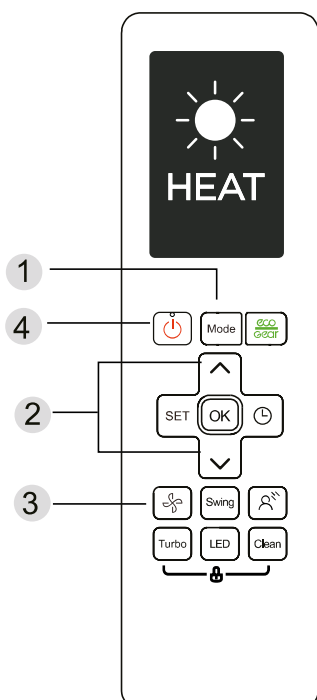 HEAT
1
4
Mode
eco
Gear
2
SET
OK
3
Swing
Turbo
LED
Clean